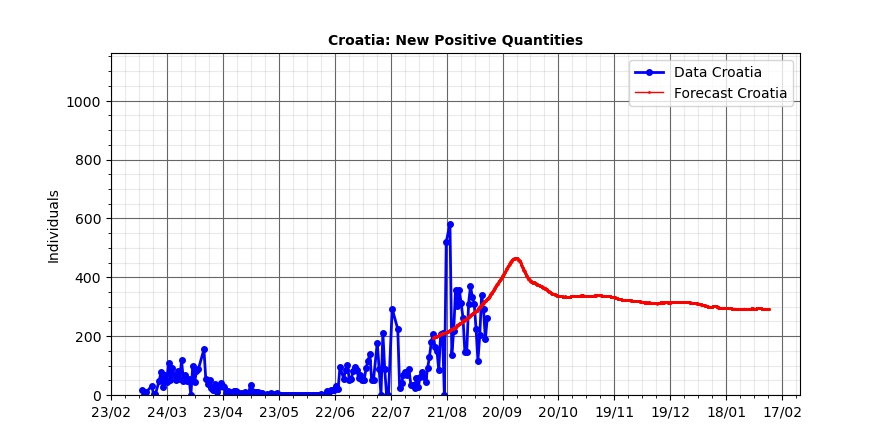 Croatia: New Positive Quantities
Data Croatia
Forecast Croatia
Individuals
1000
800
600
400
200
0
23/02 24/03 23/04 23/05 22/06 22/07 21/08 20/09 20/10 19/11 19/12 18/01 17/02